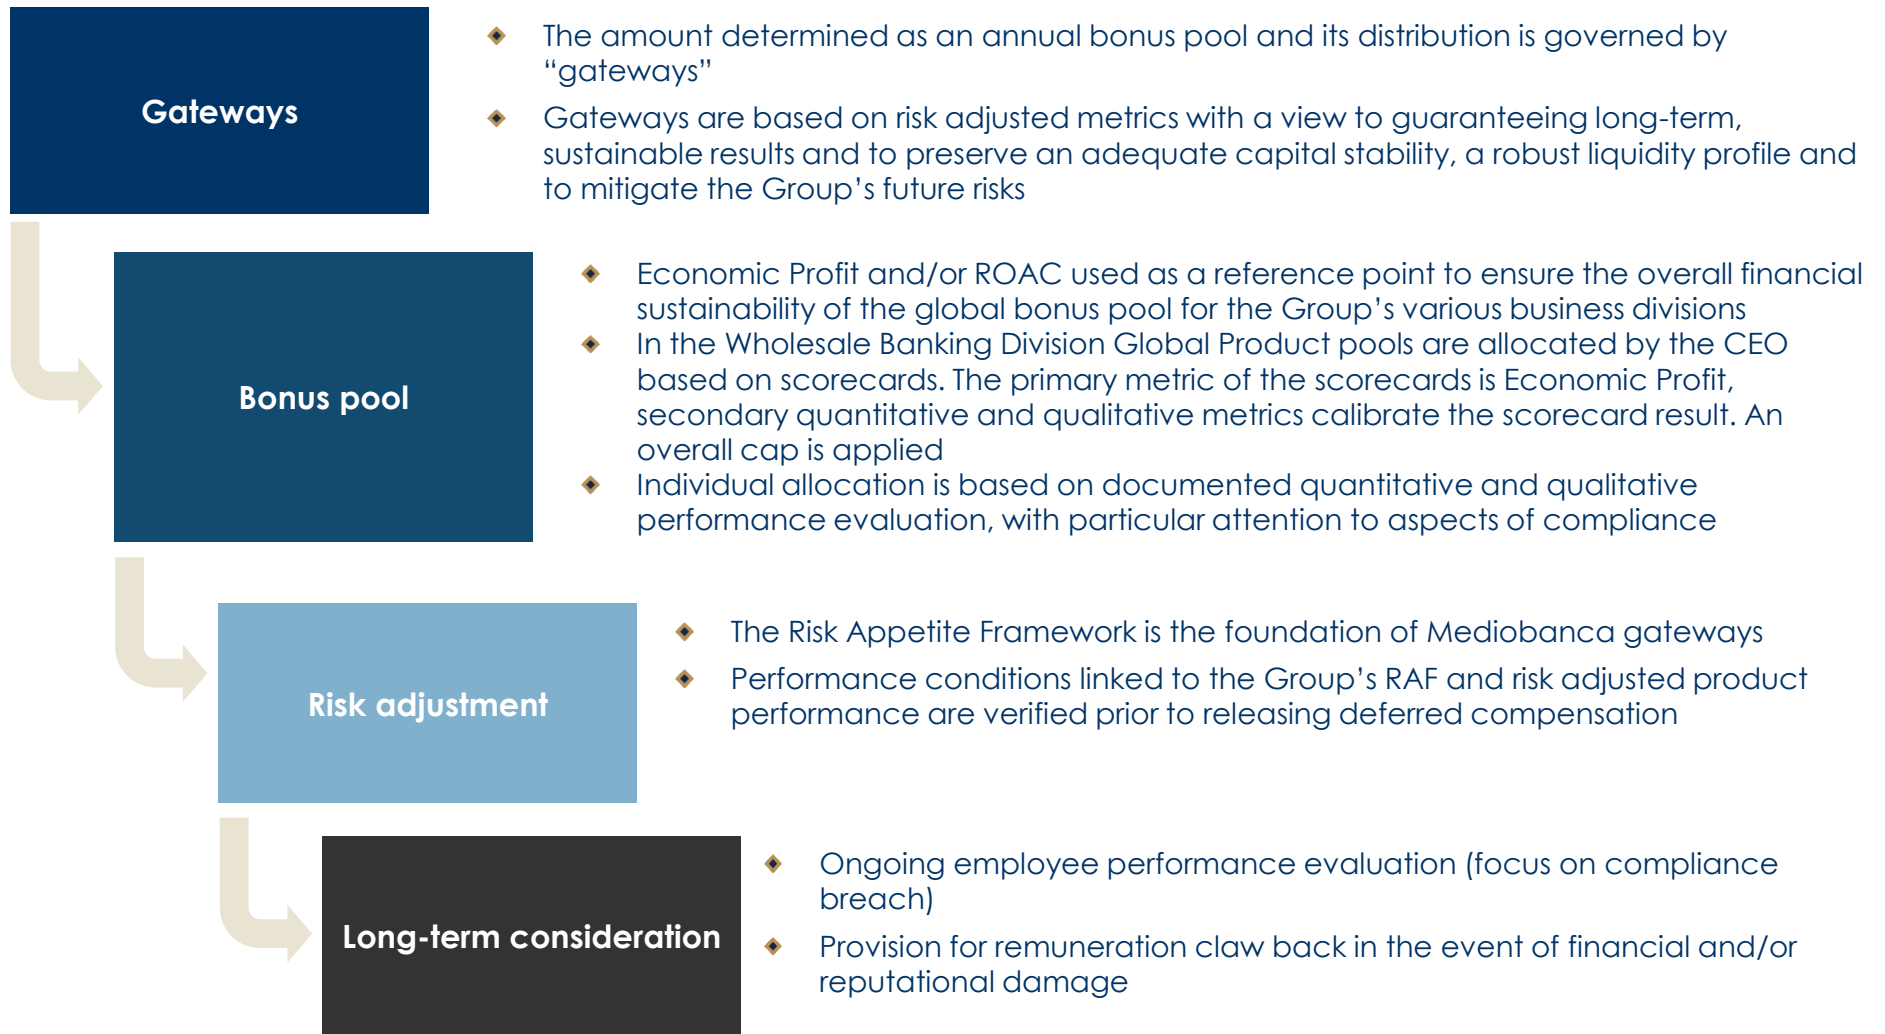 Gateways
The amount determined as an annual bonus pool and its distribution is governed by
“gateways”
Gateways are based on risk adjusted metrics with a view to guaranteeing long-term,
sustainable results and to preserve an adequate capital stability, a robust liquidity profile and
to mitigate the Group’s future risks
Bonus pool
Economic Profit and/or ROAC used as a reference point to ensure the overall financial
sustainability of the global bonus pool for the Group’s various business divisions
In the Wholesale Banking Division Global Product pools are allocated by the CEO
based on scorecards. The primary metric of the scorecards is Economic Profit,
secondary quantitative and qualitative metrics calibrate the scorecard result. An
overall cap is applied
Individual allocation is based on documented quantitative and qualitative
performance evaluation, with particular attention to aspects of compliance
Risk adjustment
The Risk Appetite Framework is the foundation of Mediobanca gateways
Performance conditions linked to the Group’s RAF and risk adjusted product
performance are verified prior to releasing deferred compensation
Long-term consideration
Ongoing employee performance evaluation (focus on compliance
breach)
Provision for remuneration claw back in the event of financial and/or
reputational damage